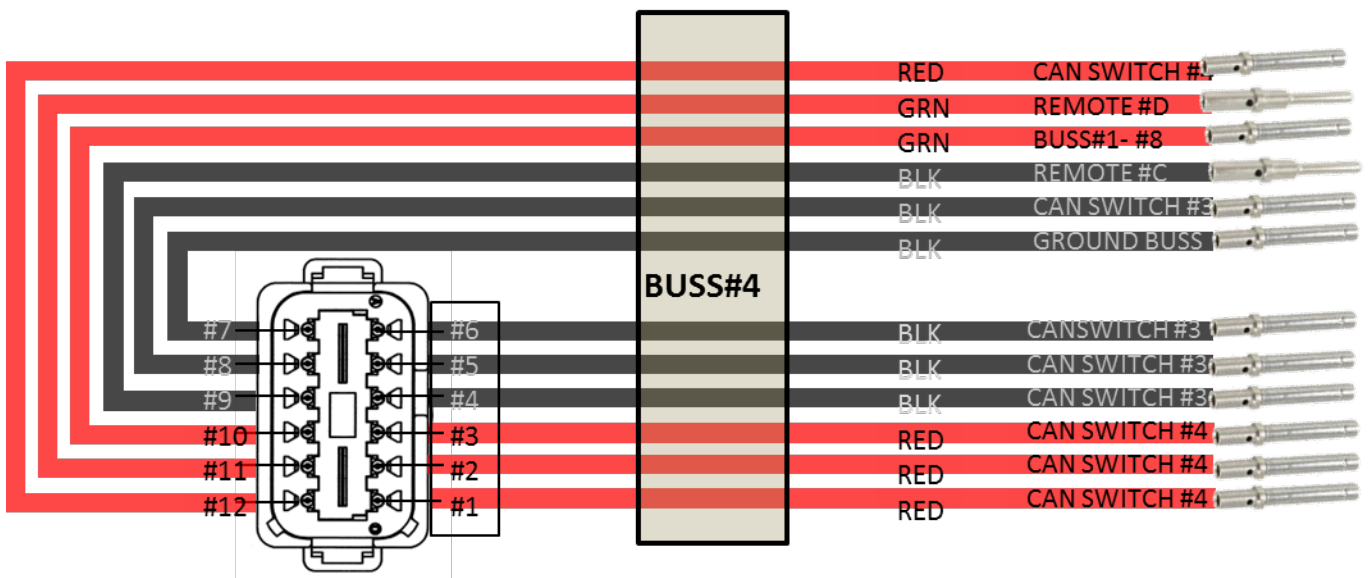 RED CAN SWITCH #4
GRN REMOTE #D
GRN BUSS#1- #8
BLK REMOTE #C
BLK CAN SWITCH #3
BLK GROUND BUSS
BUSS#4
#7 #6 BLK CANSWITCH #3
#8 #5 BLK CAN SWITCH #3
#9 #4 BLK CAN SWITCH #3
#10 #3 RED CAN SWITCH #4
#11 #2 RED CAN SWITCH #4
#12 #1 RED CAN SWITCH #4